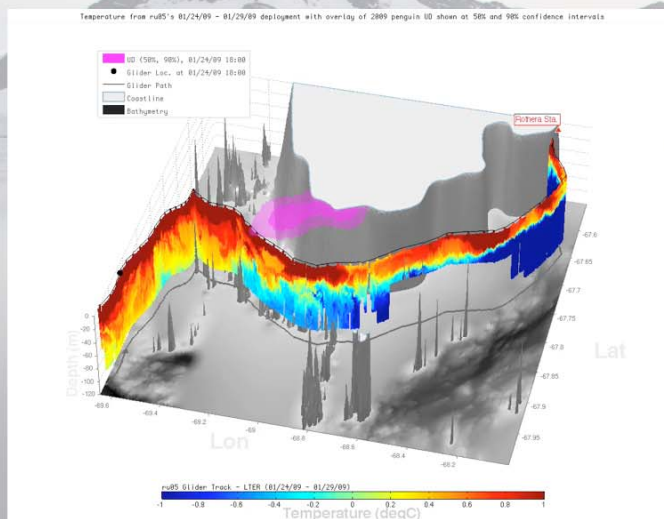 Temperature from ru05's 01/24/09 - 01/29/09 deployment with overlay of 2009 penguin UD shown at 50% and 90% confidence intervals
UD (50%, 90%), 01/24/09 18:00
Glider Loc. at 01/24/09 18:00
Glider Path
Coastline
Bathymetry
Rothera Sta.
-67.6
-67.65
-67.7
-67.75
-67.8
-67.85
-67.9
-67.95
Lat
0
-20
-40
-60
-80
-100
-120
Depth (m)
-69.6
-69.4
-69.2
-69
-68.8
-68.6
-68.4
-68.2
Lon
ru05 Glider Track - LTER (01/24/09 - 01/29/09)
-1 -0.8 -0.6 -0.4 -0.2 0 0.2 0.4 0.6 0.8 1
Temperature (degC)